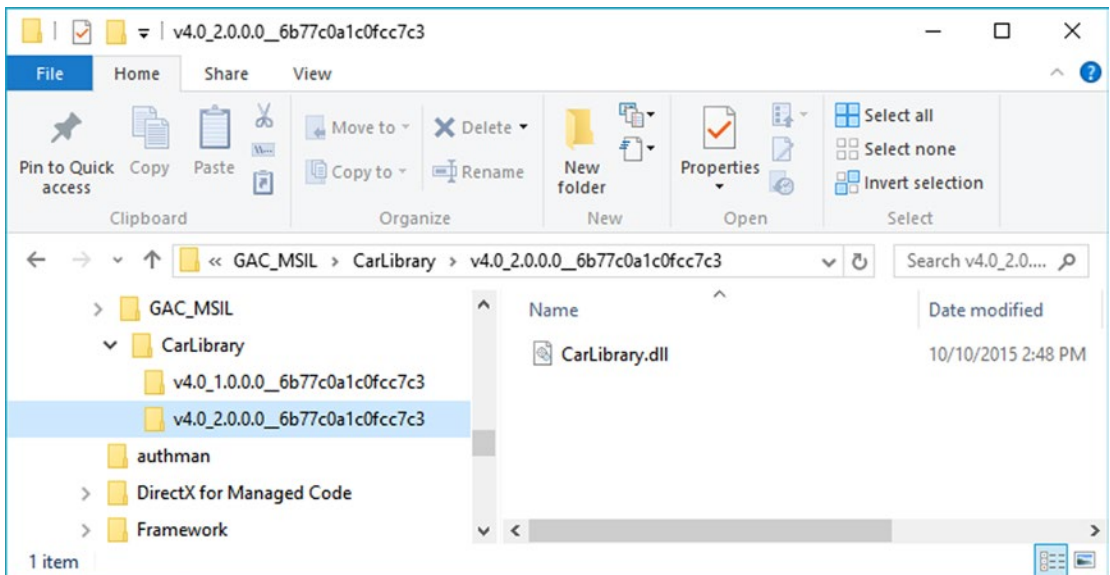 v4.0_2.0.0.0__6b77c0a1c0fcc7c3
File Home Share View
Pin to Quick access
Copy
Paste
Move to
Copy to
Delete
Rename
New folder
Properties
Select all
Select none
Invert selection
Clipboard Organize New Open Select
« GAC_MSIL > CarLibrary > v4.0_2.0.0.0__6b77c0a1c0fcc7c3
Search v4.0_2.0....
GAC_MSIL
CarLibrary
v4.0_1.0.0.0__6b77c0a1c0fcc7c3
v4.0_2.0.0.0__6b77c0a1c0fcc7c3
authman
DirectX for Managed Code
Framework
Name Date modified
CarLibrary.dll 10/10/2015 2:48 PM
1 item